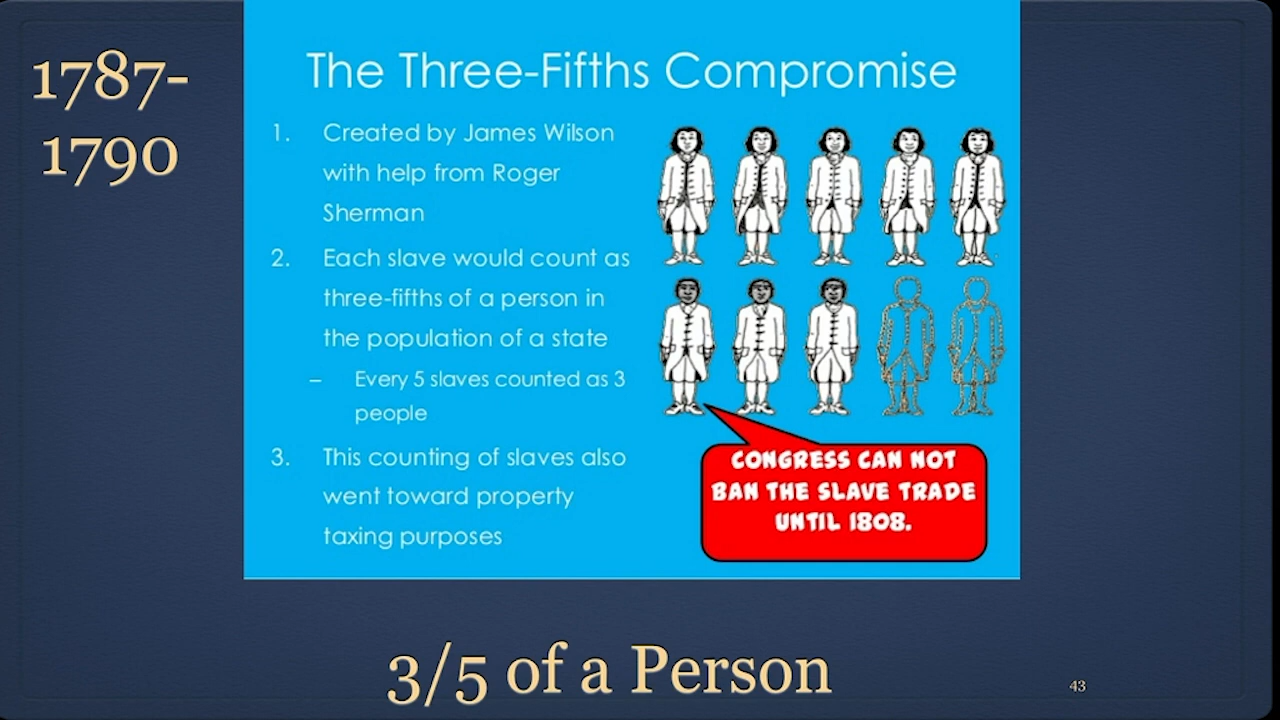 1787-
1790
The Three-Fifths Compromise
1. Created by James Wilson
with help from Roger
Sherman
2. Each slave would count as
three-fifths of a person in
the population of a state
– Every 5 slaves counted as 3
people
3. This counting of slaves also
went toward property
taxing purposes
CONGRESS CAN NOT
BAN THE SLAVE TRADE
UNTIL 1808.
3/5 of a Person
43